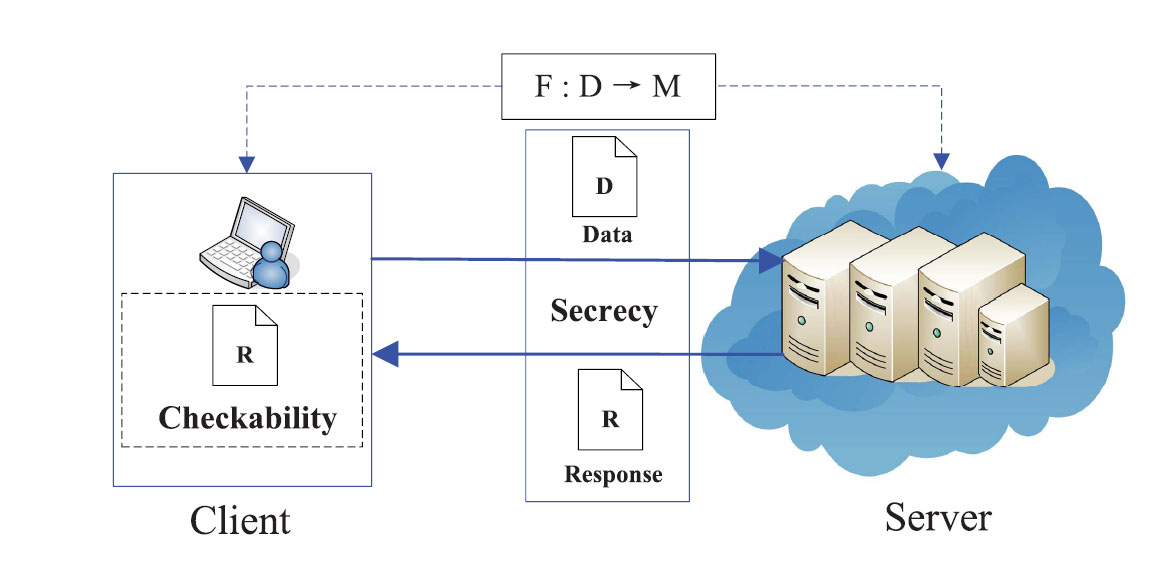 F : D → M
D
Data
Secrecy
R
Checkability
R
Response
Client
Server